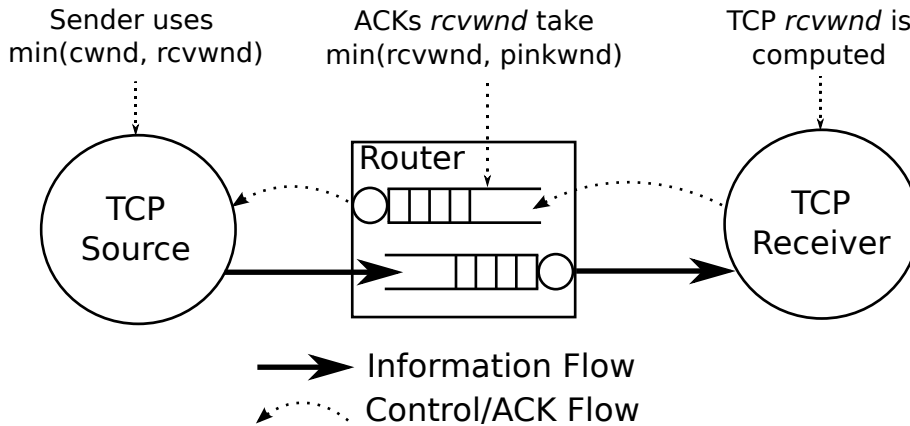 Sender uses
min(cwnd, rcvwnd)
ACKs rcvwnd take
min(rcvwnd, pinkwnd)
TCP rcvwnd is
computed
Router
TCP
Source
TCP
Receiver
Information Flow
Control/ACK Flow